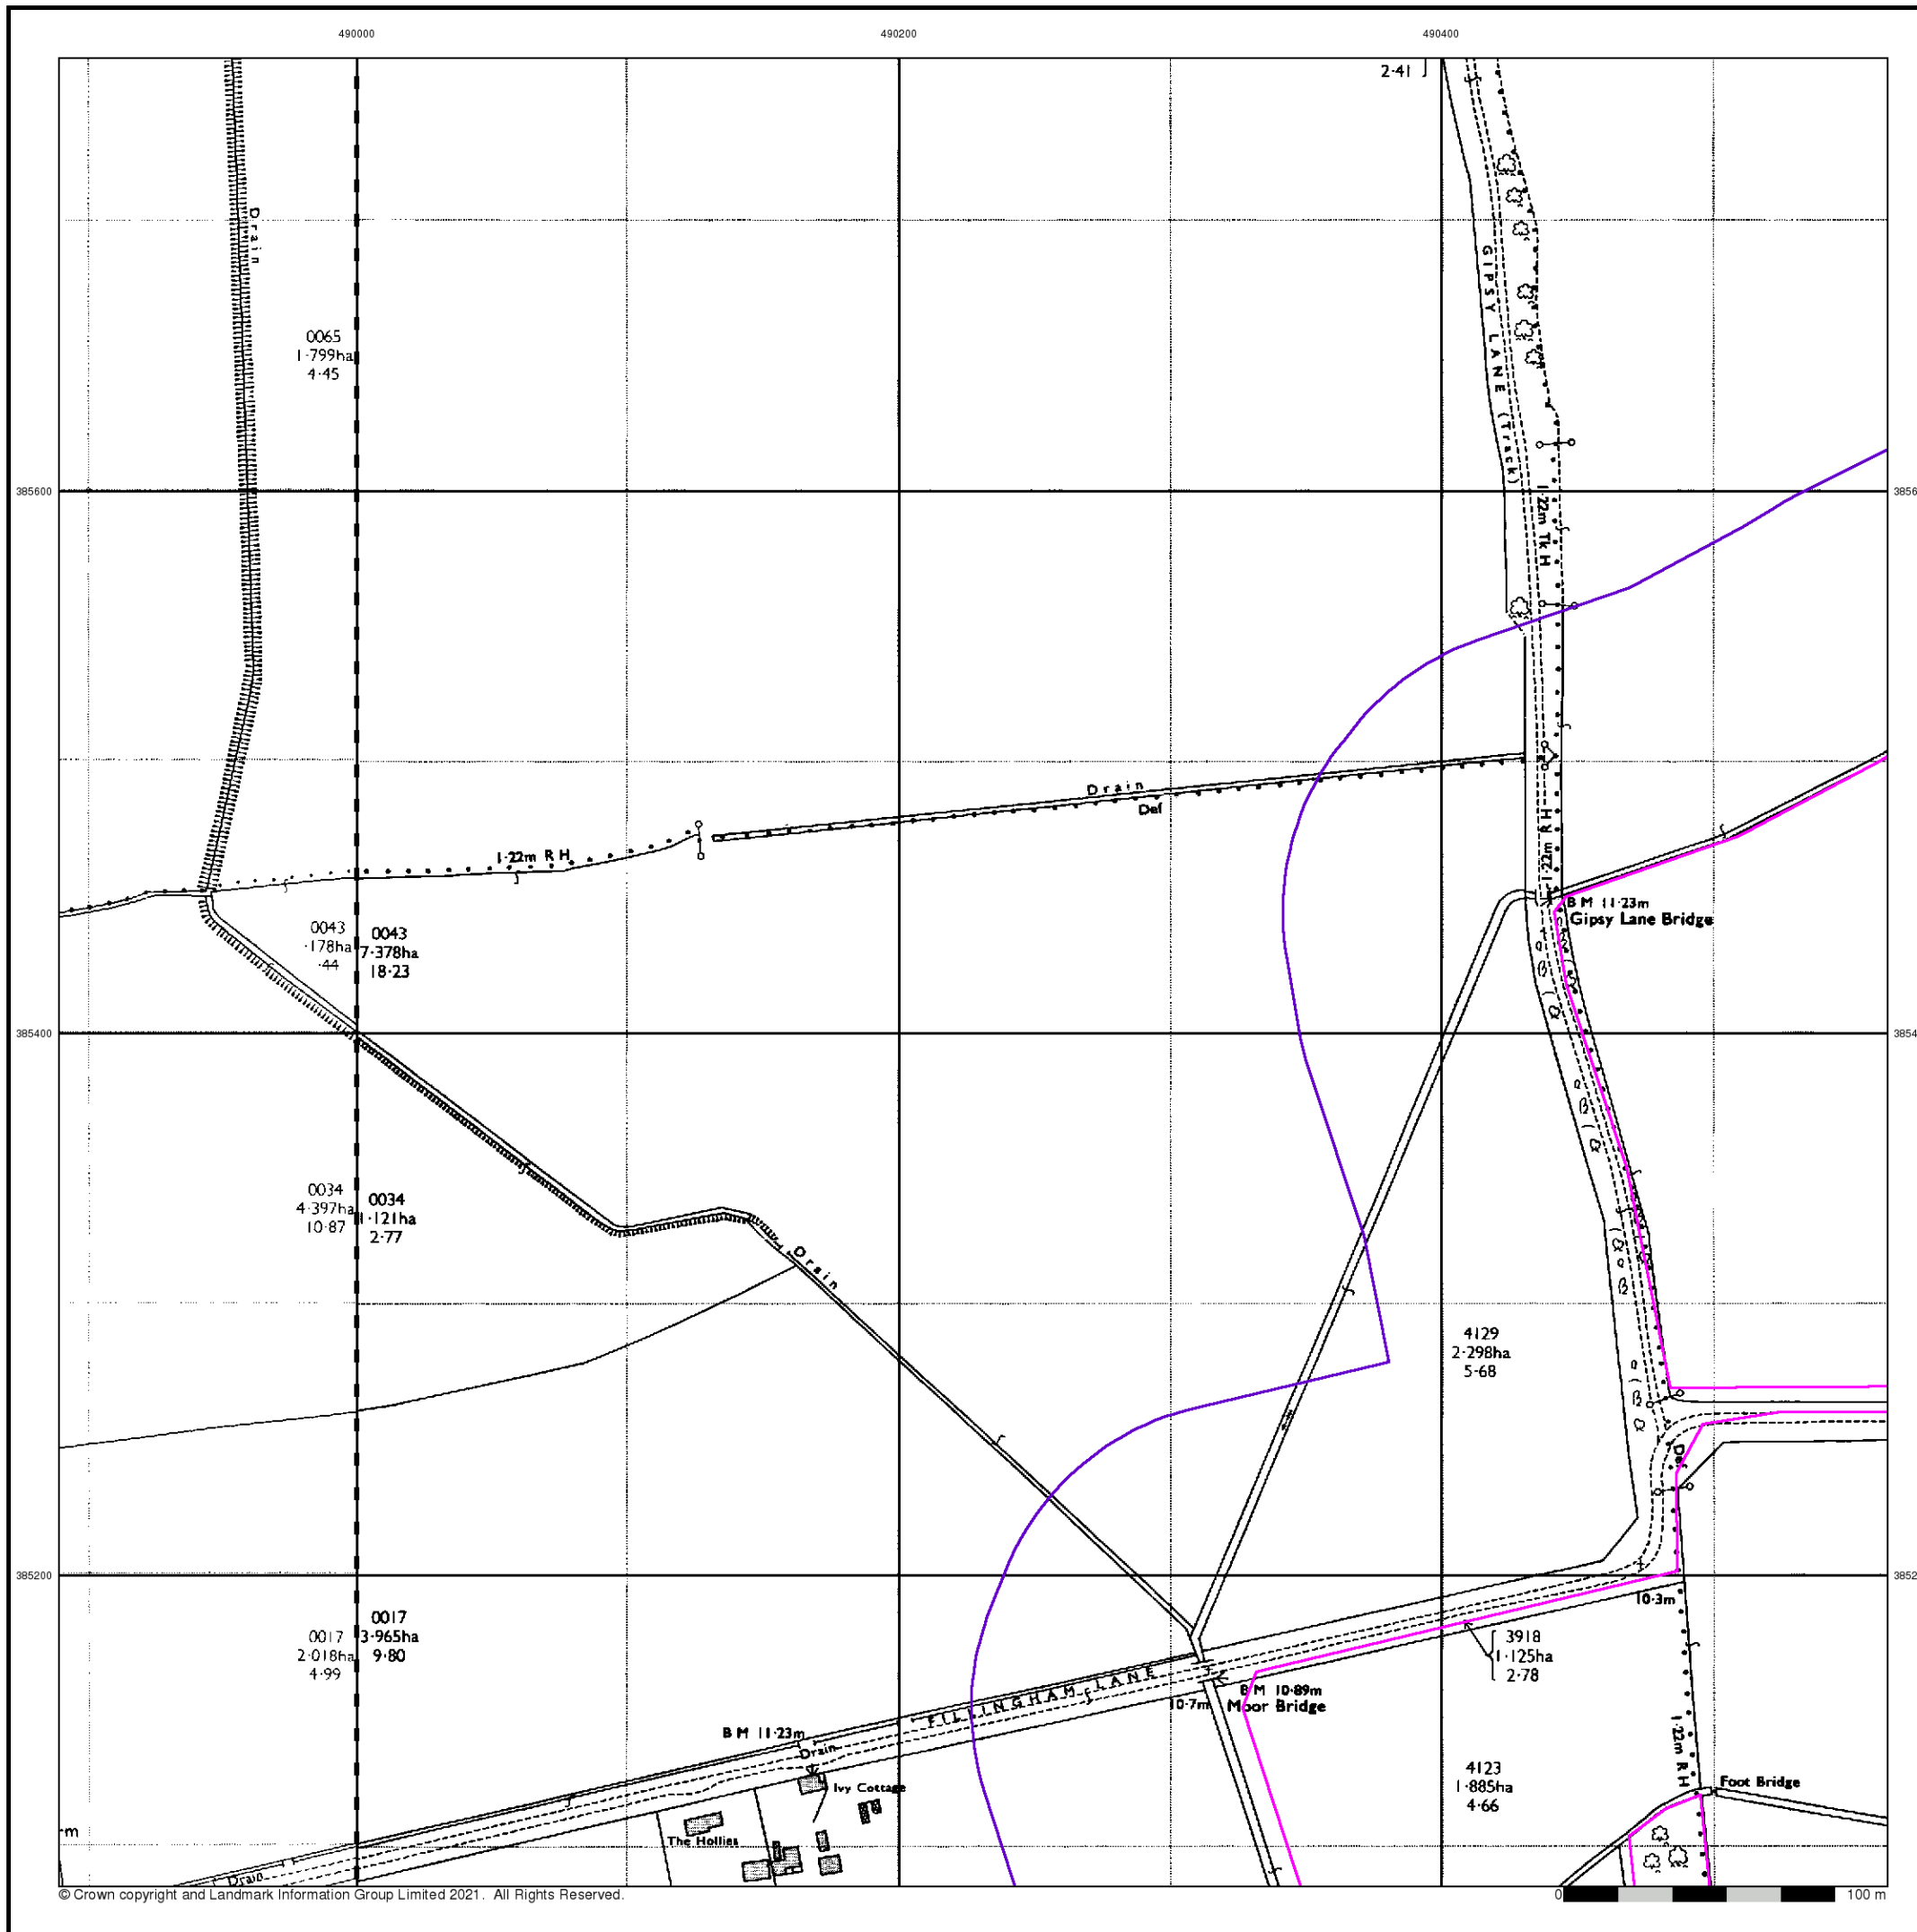 490000
490200
490400
2·41
Drain
GIPSY LANE (Track)
0065
1·799ha
4·45
385600
3856
1·22m Tk H
Drain
Def
1·22m R H
1·22m R H
B M 11·23m
Gipsy Lane Bridge
0043
·178ha
·44
0043
7·378ha
18·23
385400
3854
0034
4·397ha
10·87
0034
1·121ha
2·77
Drain
4129
2·298ha
5·68
Def
385200
3852
10·3m
0017
2·018ha
4·99
0017
3·965ha
9·80
3918
1·125ha
2·78
FILLINGHAM LANE
B M 10·89m
10·7m
Moor Bridge
B M 11·23m
Drain
1·22m R H
Ivy Cottage
4123
1·885ha
4·66
Foot Bridge
m
The Hollies
Drain
© Crown copyright and Landmark Information Group Limited 2021. All Rights Reserved.
0
100 m